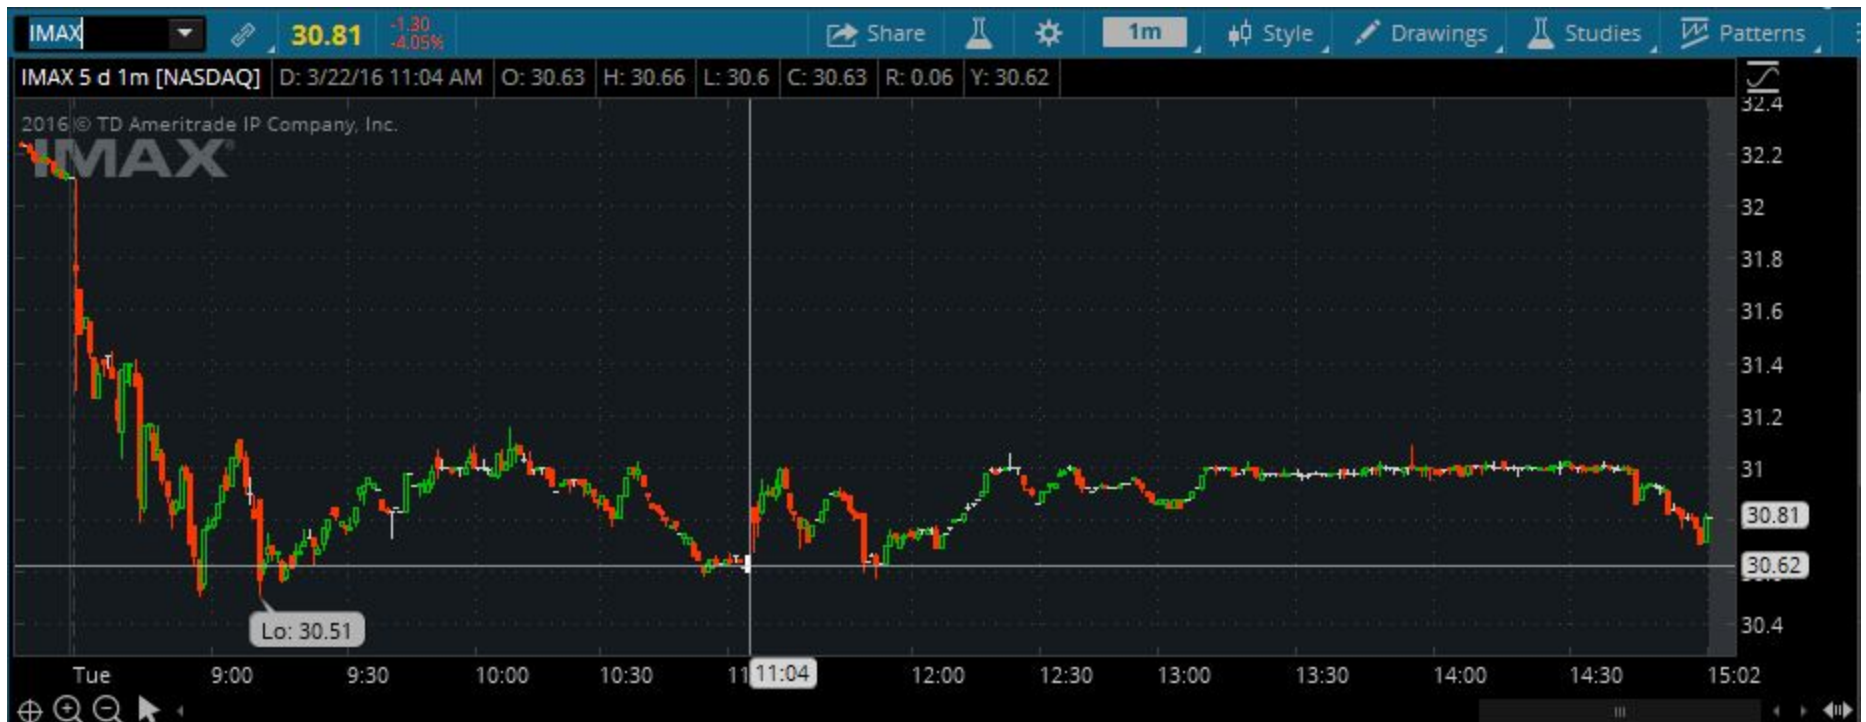 IMAX 30.81 -1.30 Share 1m Style Drawings Studies Patterns
-4.05%
IMAX 5 d 1m [NASDAQ] D: 3/22/16 11:04 AM O: 30.63 H: 30.66 L: 30.6 C: 30.63 R: 0.06 Y: 30.62
2016 © TD Ameritrade IP Company, Inc.
IMAX
32.4
32.2
32
31.8
31.6
31.4
31.2
31
30.81
30.62
30.4
Lo: 30.51
Tue 9:00 9:30 10:00 10:30 11 11:04 12:00 12:30 13:00 13:30 14:00 14:30 15:02